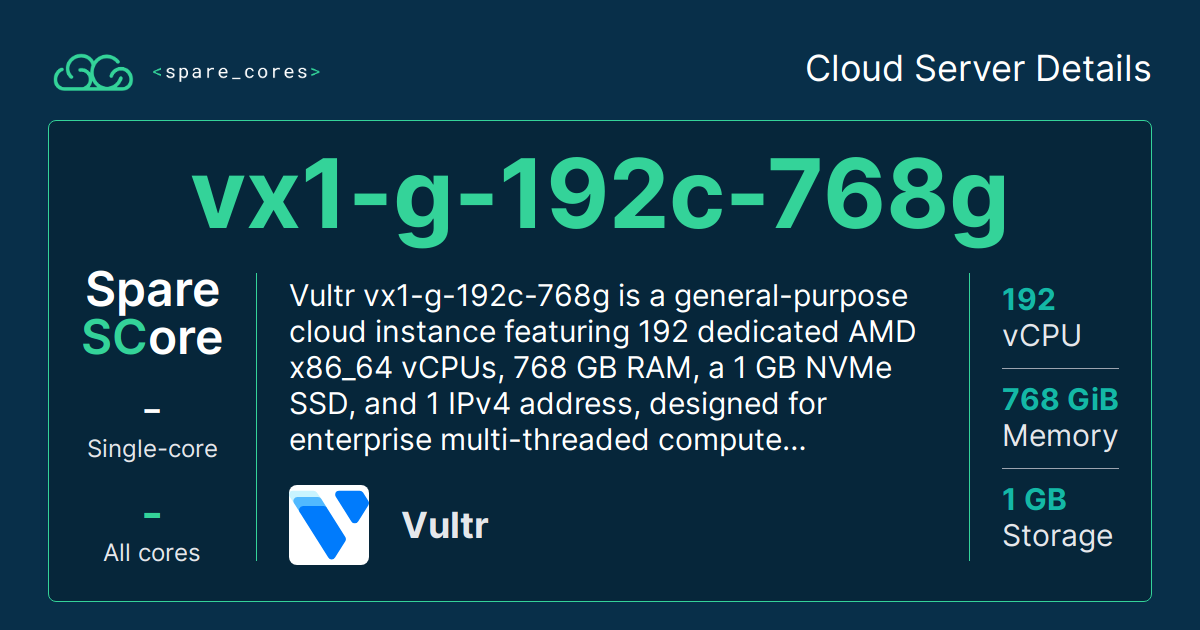 <spare_cores>
Cloud Server Details
vx1-g-192c-768g
Spare
SCore
-
Single-core
-
All cores
Vultr vx1-g-192c-768g is a general-purpose
cloud instance featuring 192 dedicated AMD
x86_64 vCPUs, 768 GB RAM, a 1 GB NVMe
SSD, and 1 IPv4 address, designed for
enterprise multi-threaded compute...
Vultr
192
vCPU
768 GiB
Memory
1 GB
Storage